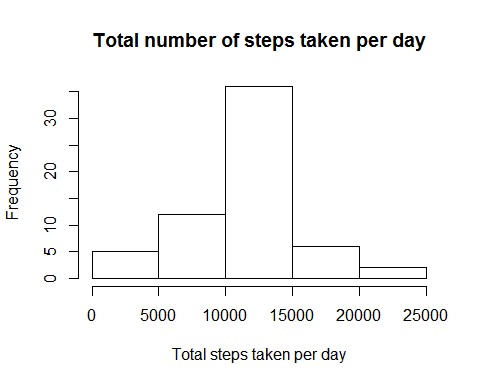 Total number of steps taken per day
Frequency
30
20
10
5
0
0 5000 10000 15000 20000 25000
Total steps taken per day